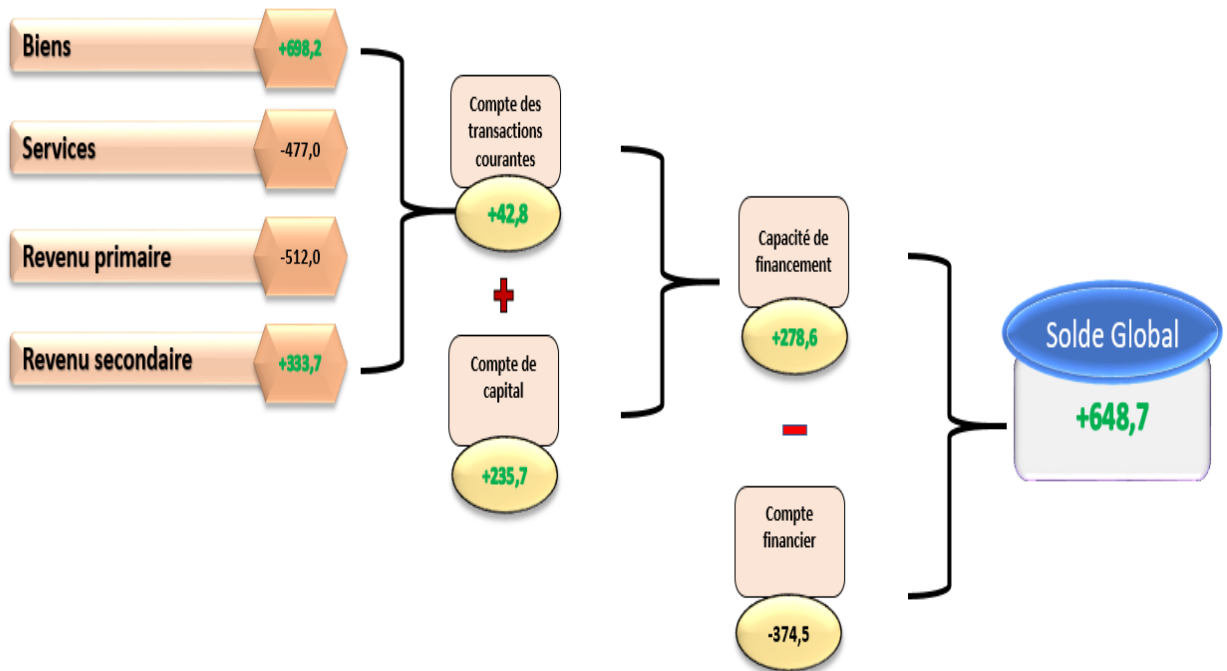 Biens
+698,2
Services
-477,0
Revenu primaire
-512,0
Revenu secondaire
+333,7
Compte des
transactions
courantes
+42,8
Compte de
capital
+235,7
Capacité de
financement
+278,6
Compte
financier
-374,5
Solde Global
+648,7